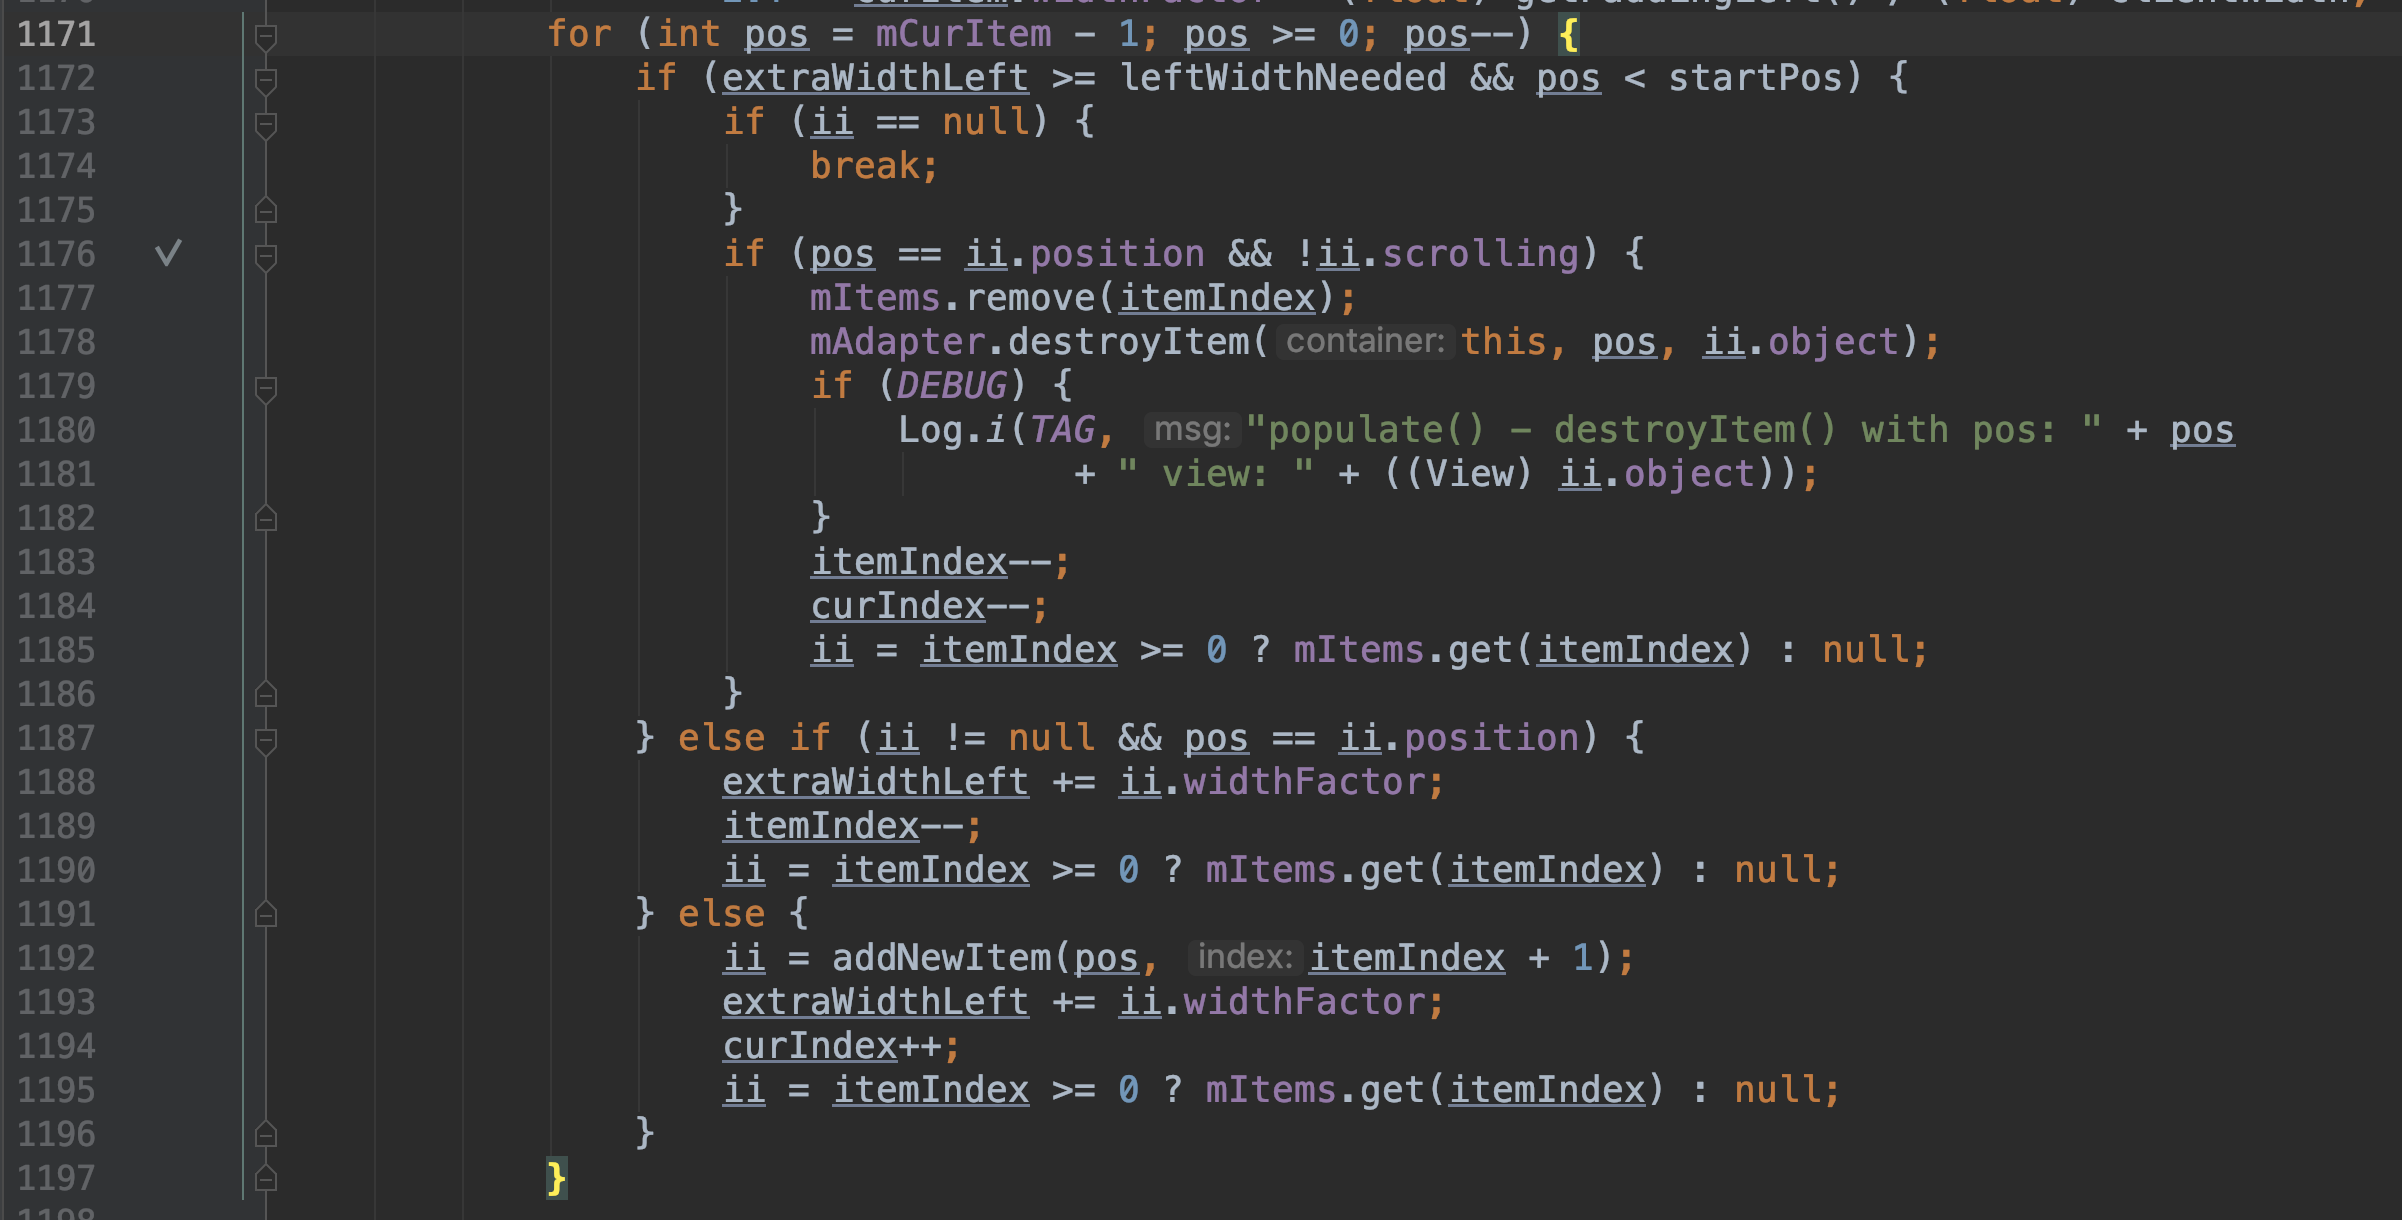 1171 for (int pos = mCurItem - 1; pos >= 0; pos--) {
1172 if (extraWidthLeft >= leftWidthNeeded && pos < startPos) {
1173 if (ii == null) {
1174 break;
1175 }
1176 if (pos == ii.position && !ii.scrolling) {
1177 mItems.remove(itemIndex);
1178 mAdapter.destroyItem( container: this, pos, ii.object);
1179 if (DEBUG) {
1180 Log.i(TAG, msg: "populate() - destroyItem() with pos: " + pos
1181 + " view: " + ((View) ii.object));
1182 }
1183 itemIndex--;
1184 curIndex--;
1185 ii = itemIndex >= 0 ? mItems.get(itemIndex) : null;
1186 }
1187 } else if (ii != null && pos == ii.position) {
1188 extraWidthLeft += ii.widthFactor;
1189 itemIndex--;
1190 ii = itemIndex >= 0 ? mItems.get(itemIndex) : null;
1191 } else {
1192 ii = addNewItem(pos, index: itemIndex + 1);
1193 extraWidthLeft += ii.widthFactor;
1194 curIndex++;
1195 ii = itemIndex >= 0 ? mItems.get(itemIndex) : null;
1196 }
1197 }